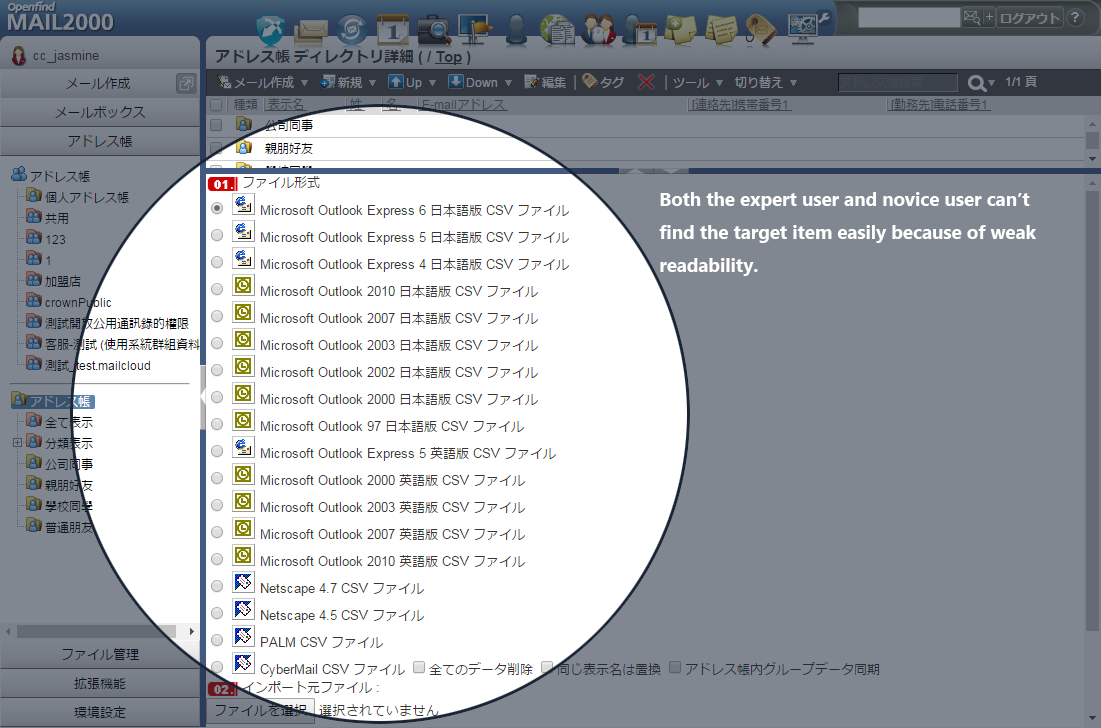 Openfind
MAIL2000
ログアウト ?
cc_jasmine
メール作成
メールボックス
アドレス帳
アドレス帳
個人アドレス帳
共用
123
1
加盟店
crownPublic
測試開放公用通訊錄的權限
客服-測試 (使用系統群組資料
測試_test.mailcloud
アドレス帳
全て表示
分類表示
公司同事
親朋好友
學校同學
普通朋友
ファイル管理
拡張機能
環境設定
アドレス帳 ディレクトリ詳細 ( / Top )
メール作成 新規 Up Down 編集 タグ ツール 切り替え 1/1 頁
種類 表示名 姓 名 E-mailアドレス [連絡先]携帯番号1 [勤務先]電話番号1
公司同事
親朋好友
01. ファイル形式
Microsoft Outlook Express 6 日本語版 CSV ファイル
Microsoft Outlook Express 5 日本語版 CSV ファイル
Microsoft Outlook Express 4 日本語版 CSV ファイル
Microsoft Outlook 2010 日本語版 CSV ファイル
Microsoft Outlook 2007 日本語版 CSV ファイル
Microsoft Outlook 2003 日本語版 CSV ファイル
Microsoft Outlook 2002 日本語版 CSV ファイル
Microsoft Outlook 2000 日本語版 CSV ファイル
Microsoft Outlook 97 日本語版 CSV ファイル
Microsoft Outlook Express 5 英語版 CSV ファイル
Microsoft Outlook 2000 英語版 CSV ファイル
Microsoft Outlook 2003 英語版 CSV ファイル
Microsoft Outlook 2007 英語版 CSV ファイル
Microsoft Outlook 2010 英語版 CSV ファイル
Netscape 4.7 CSV ファイル
Netscape 4.5 CSV ファイル
PALM CSV ファイル
CyberMail CSV ファイル 全てのデータ削除 同じ表示名は置換 アドレス帳内グループデータ同期
02. インポート元ファイル :
ファイルを選択 選択されていません
Both the expert user and novice user can’t
find the target item easily because of weak
readability.